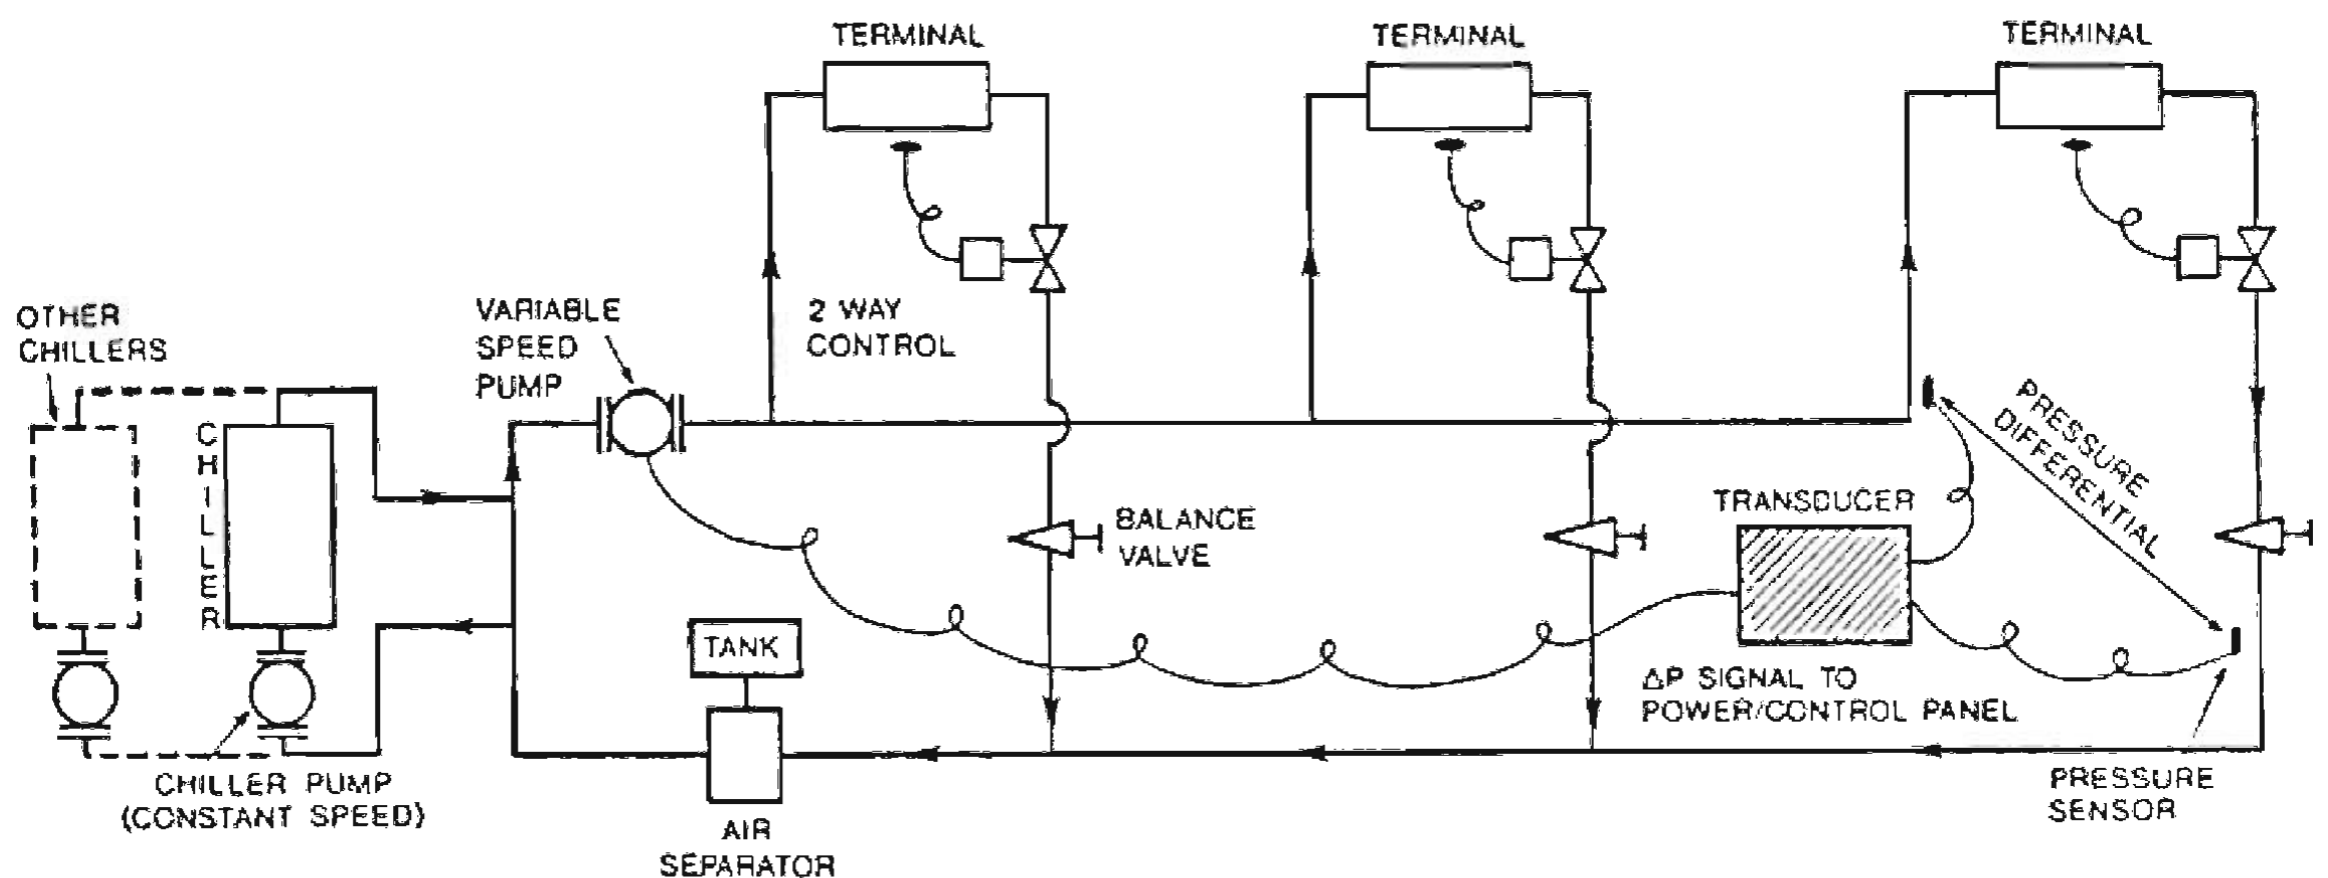 TERMINAL
TERMINAL
TERMINAL
OTHER
CHILLERS
VARIABLE
SPEED
PUMP
2 WAY
CONTROL
CHILLER
PRESSURE
DIFFERENTIAL
TRANSDUCER
BALANCE
VALVE
TANK
ΔP SIGNAL TO
POWER/CONTROL PANEL
CHILLER PUMP
(CONSTANT SPEED)
PRESSURE
SENSOR
AIR
SEPARATOR